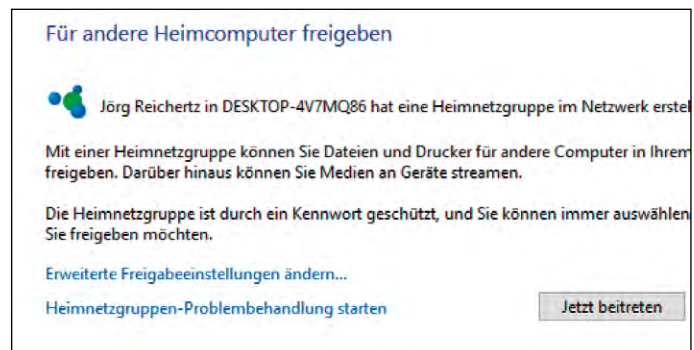 Für andere Heimcomputer freigeben
Jörg Reichertz in DESKTOP-4V7MQ86 hat eine Heimnetzgruppe im Netzwerk erstel
Mit einer Heimnetzgruppe können Sie Dateien und Drucker für andere Computer in Ihrem
freigeben. Darüber hinaus können Sie Medien an Geräte streamen.
Die Heimnetzgruppe ist durch ein Kennwort geschützt, und Sie können immer auswählen
Sie freigeben möchten.
Erweiterte Freigabeeinstellungen ändern...
Heimnetzgruppen-Problembehandlung starten
Jetzt beitreten